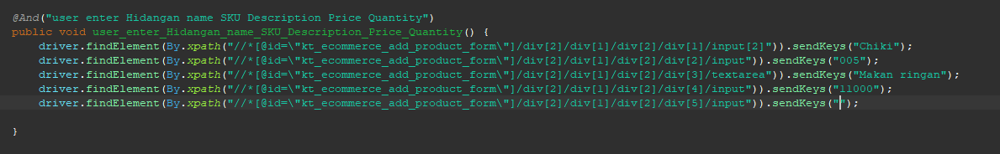 @And("user enter Hidangan name SKU Description Price Quantity")
public void user_enter_Hidangan_name_SKU_Description_Price_Quantity() {
driver.findElement(By.xpath("//*[@id=\"kt_ecommerce_add_product_form\"]/div[2]/div[1]/div[2]/div[1]/input[2]")).sendKeys("Chiki");
driver.findElement(By.xpath("//*[@id=\"kt_ecommerce_add_product_form\"]/div[2]/div[1]/div[2]/div[2]/input")).sendKeys("005");
driver.findElement(By.xpath("//*[@id=\"kt_ecommerce_add_product_form\"]/div[2]/div[1]/div[2]/div[3]/textarea")).sendKeys("Makan ringan");
driver.findElement(By.xpath("//*[@id=\"kt_ecommerce_add_product_form\"]/div[2]/div[1]/div[2]/div[4]/input")).sendKeys("11000");
driver.findElement(By.xpath("//*[@id=\"kt_ecommerce_add_product_form\"]/div[2]/div[1]/div[2]/div[5]/input")).sendKeys("");
}